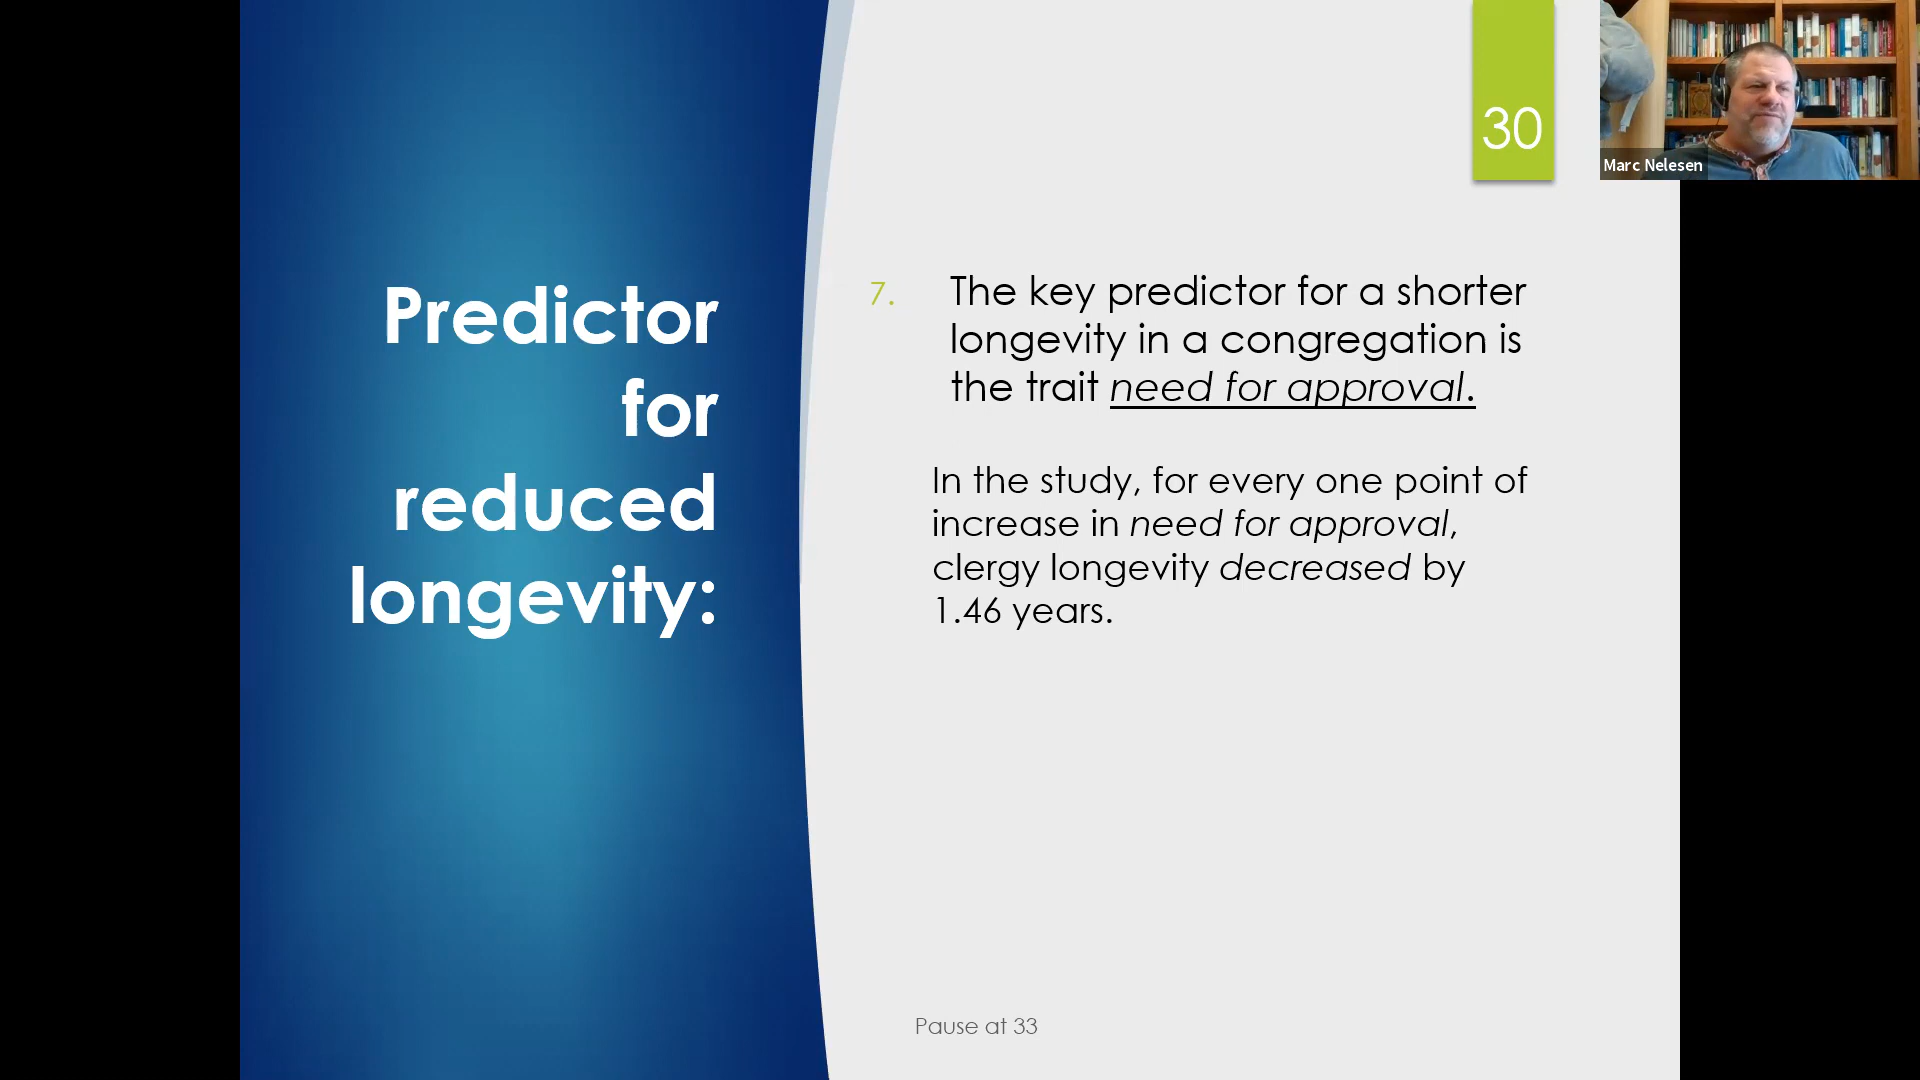 Predictor
for
reduced
longevity:
30
Marc Nelesen
7. The key predictor for a shorter
longevity in a congregation is
the trait need for approval.
In the study, for every one point of
increase in need for approval,
clergy longevity decreased by
1.46 years.
Pause at 33